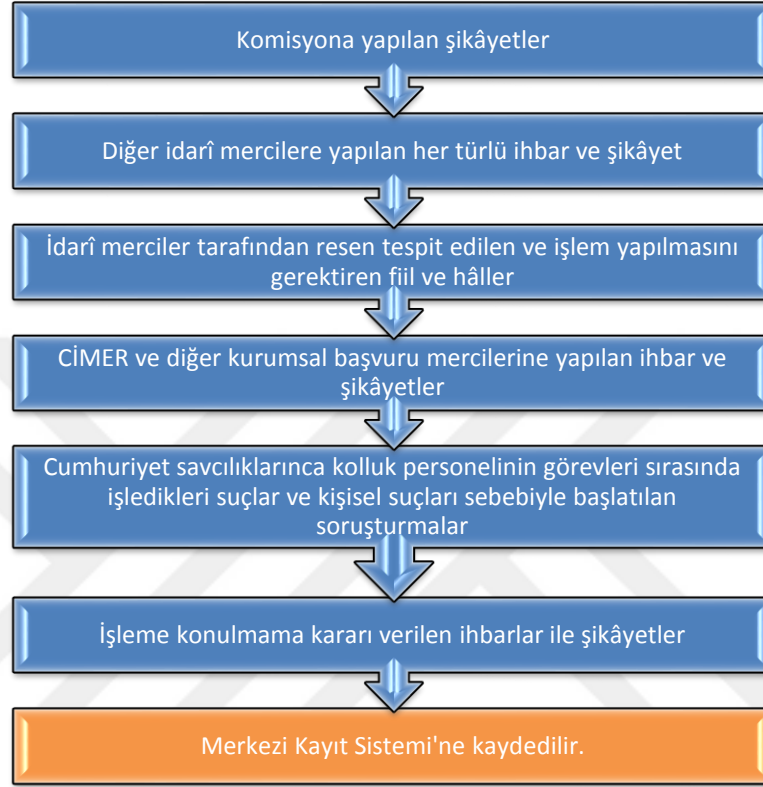 Komisyona yapılan şikâyetler
Diğer idarî mercilere yapılan her türlü ihbar ve şikâyet
İdarî merciler tarafından resen tespit edilen ve işlem yapılmasını
gerektiren fiil ve hâller
CİMER ve diğer kurumsal başvuru mercilerine yapılan ihbar ve
şikâyetler
Cumhuriyet savcılıklarınca kolluk personelinin görevleri sırasında
işledikleri suçlar ve kişisel suçları sebebiyle başlatılan
soruşturmalar
İşleme konulmama kararı verilen ihbarlar ile şikâyetler
Merkezi Kayıt Sistemi'ne kaydedilir.